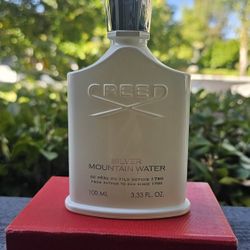 CREED
SILVER
MOUNTAIN WATER
DE PÈRE EN FILS DEPUIS 1760
FROM FATHER TO SON SINCE 1760
100 ML 3.33 FL. OZ.